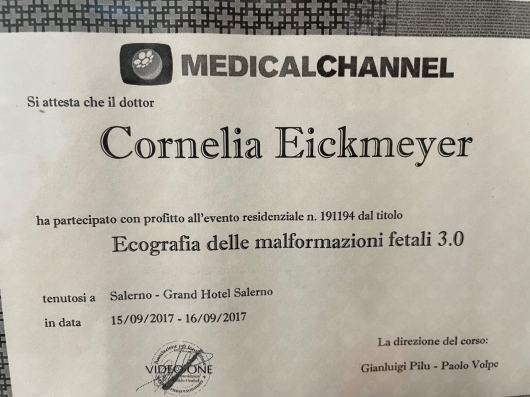 MEDICALCHANNEL
Si attesta che il dottor
Cornelia Eickmeyer
ha partecipato con profitto all'evento residenziale n. 191194 dal titolo
Ecografia delle malformazioni fetali 3.0
tenutosi a Salerno - Grand Hotel Salerno
in data 15/09/2017 - 16/09/2017
VIDEO ONE
La direzione del corso:
Gianluigi Pilu - Paolo Volpe